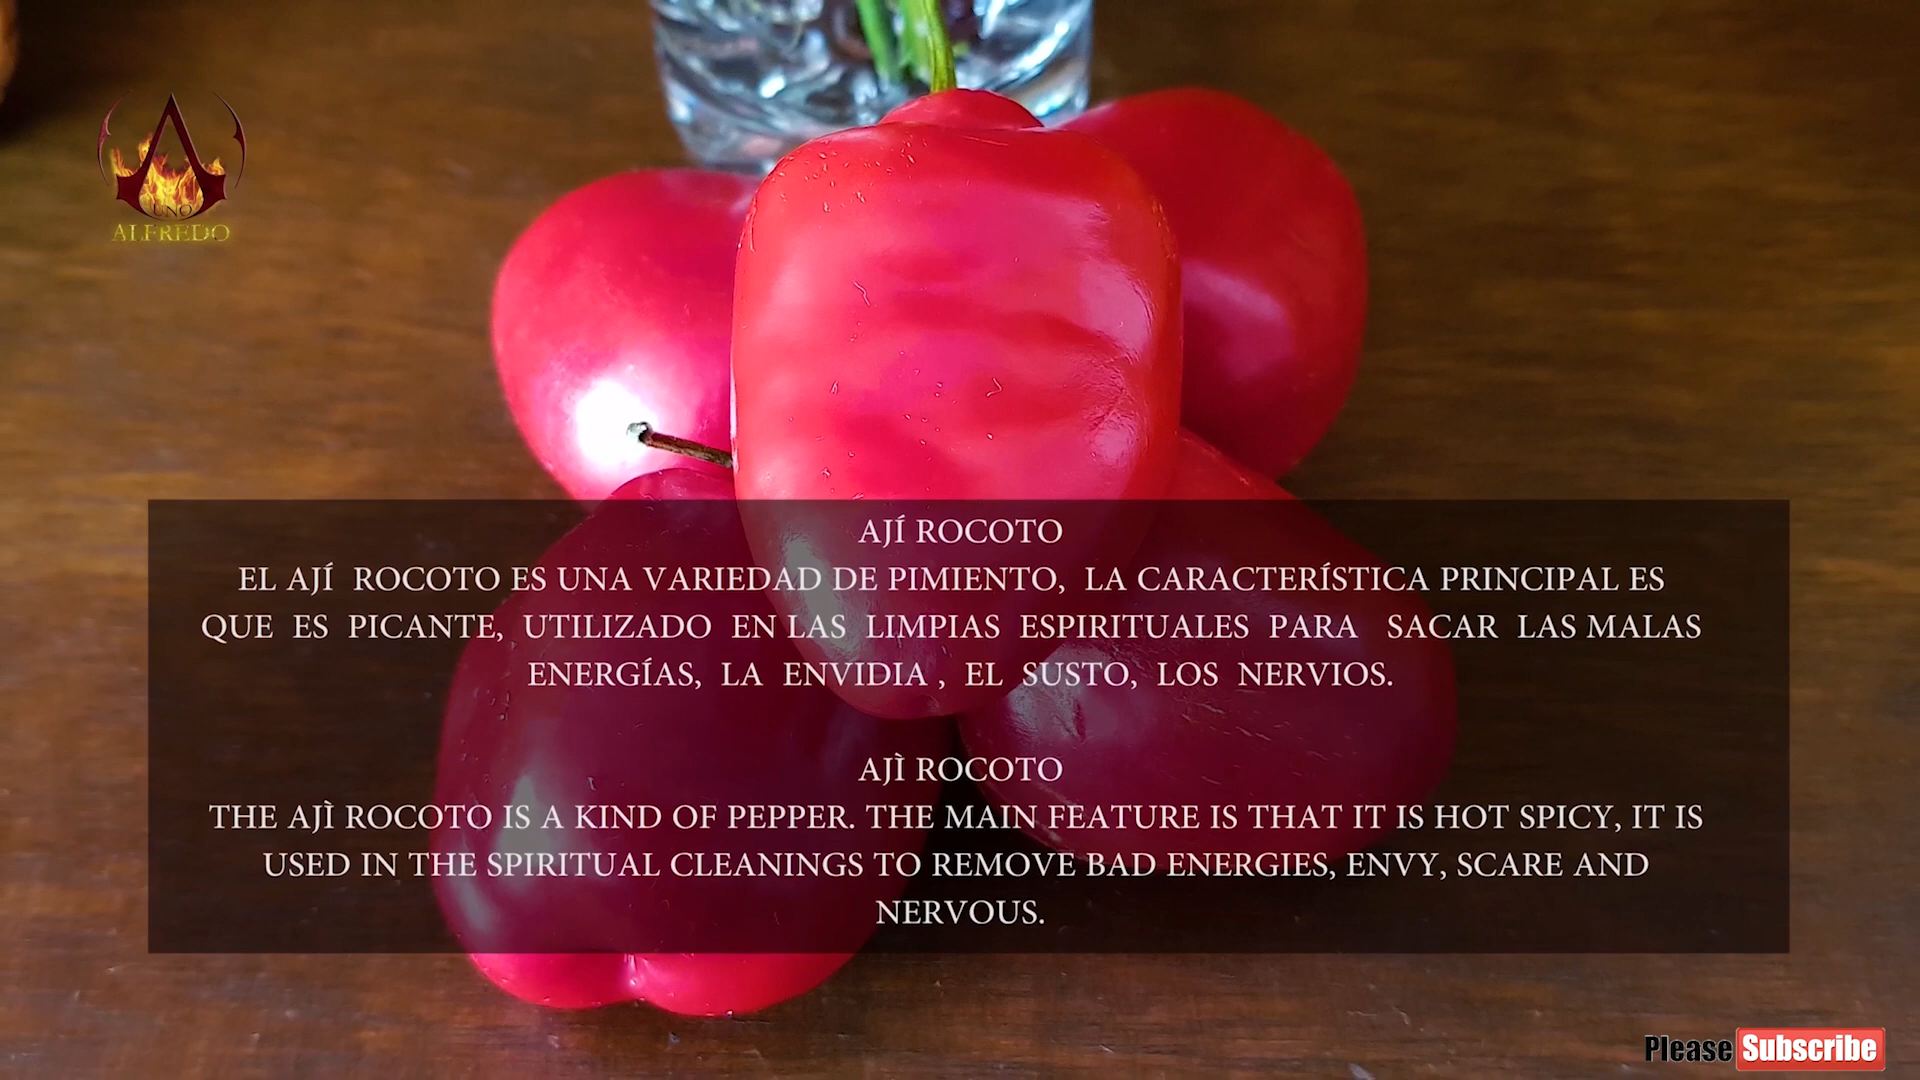 UNO
ALFREDO
AJÍ ROCOTO
EL AJÍ ROCOTO ES UNA VARIEDAD DE PIMIENTO, LA CARACTERÍSTICA PRINCIPAL ES
QUE ES PICANTE, UTILIZADO EN LAS LIMPIAS ESPIRITUALES PARA SACAR LAS MALAS
ENERGÍAS, LA ENVIDIA , EL SUSTO, LOS NERVIOS.
AJÌ ROCOTO
THE AJÌ ROCOTO IS A KIND OF PEPPER. THE MAIN FEATURE IS THAT IT IS HOT SPICY, IT IS
USED IN THE SPIRITUAL CLEANINGS TO REMOVE BAD ENERGIES, ENVY, SCARE AND
NERVOUS.
Please Subscribe